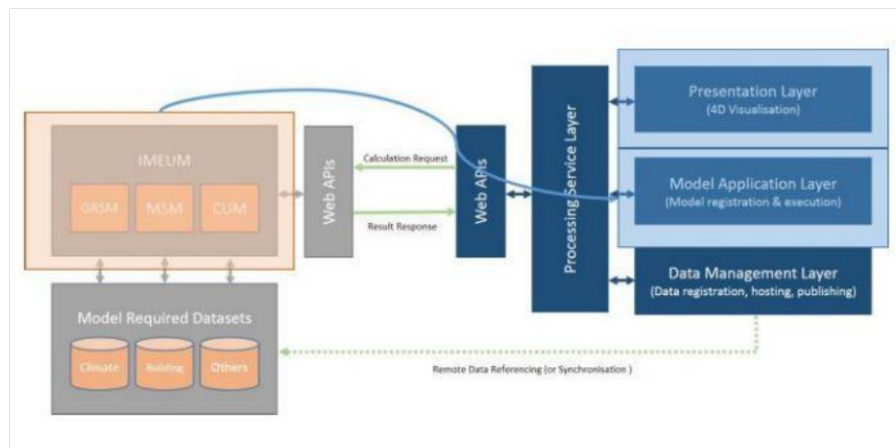 Presentation Layer
(4D Visualisation)
IMEUM
GRSM
MSM
CUM
Web APIs
Calculation Request
Result Response
Web APIs
Processing Service Layer
Model Application Layer
(Model registration & execution)
Data Management Layer
(Data registration, hosting, publishing)
Model Required Datasets
Climate
Building
Others
Remote Data Referencing (or Synchronisation )